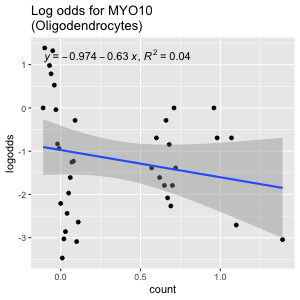 Log odds for MYO10
(Oligodendrocytes)
y = −0.974 − 0.63 x, R² = 0.04
1
0
-1
-2
-3
logodds
0.0 0.5 1.0
count